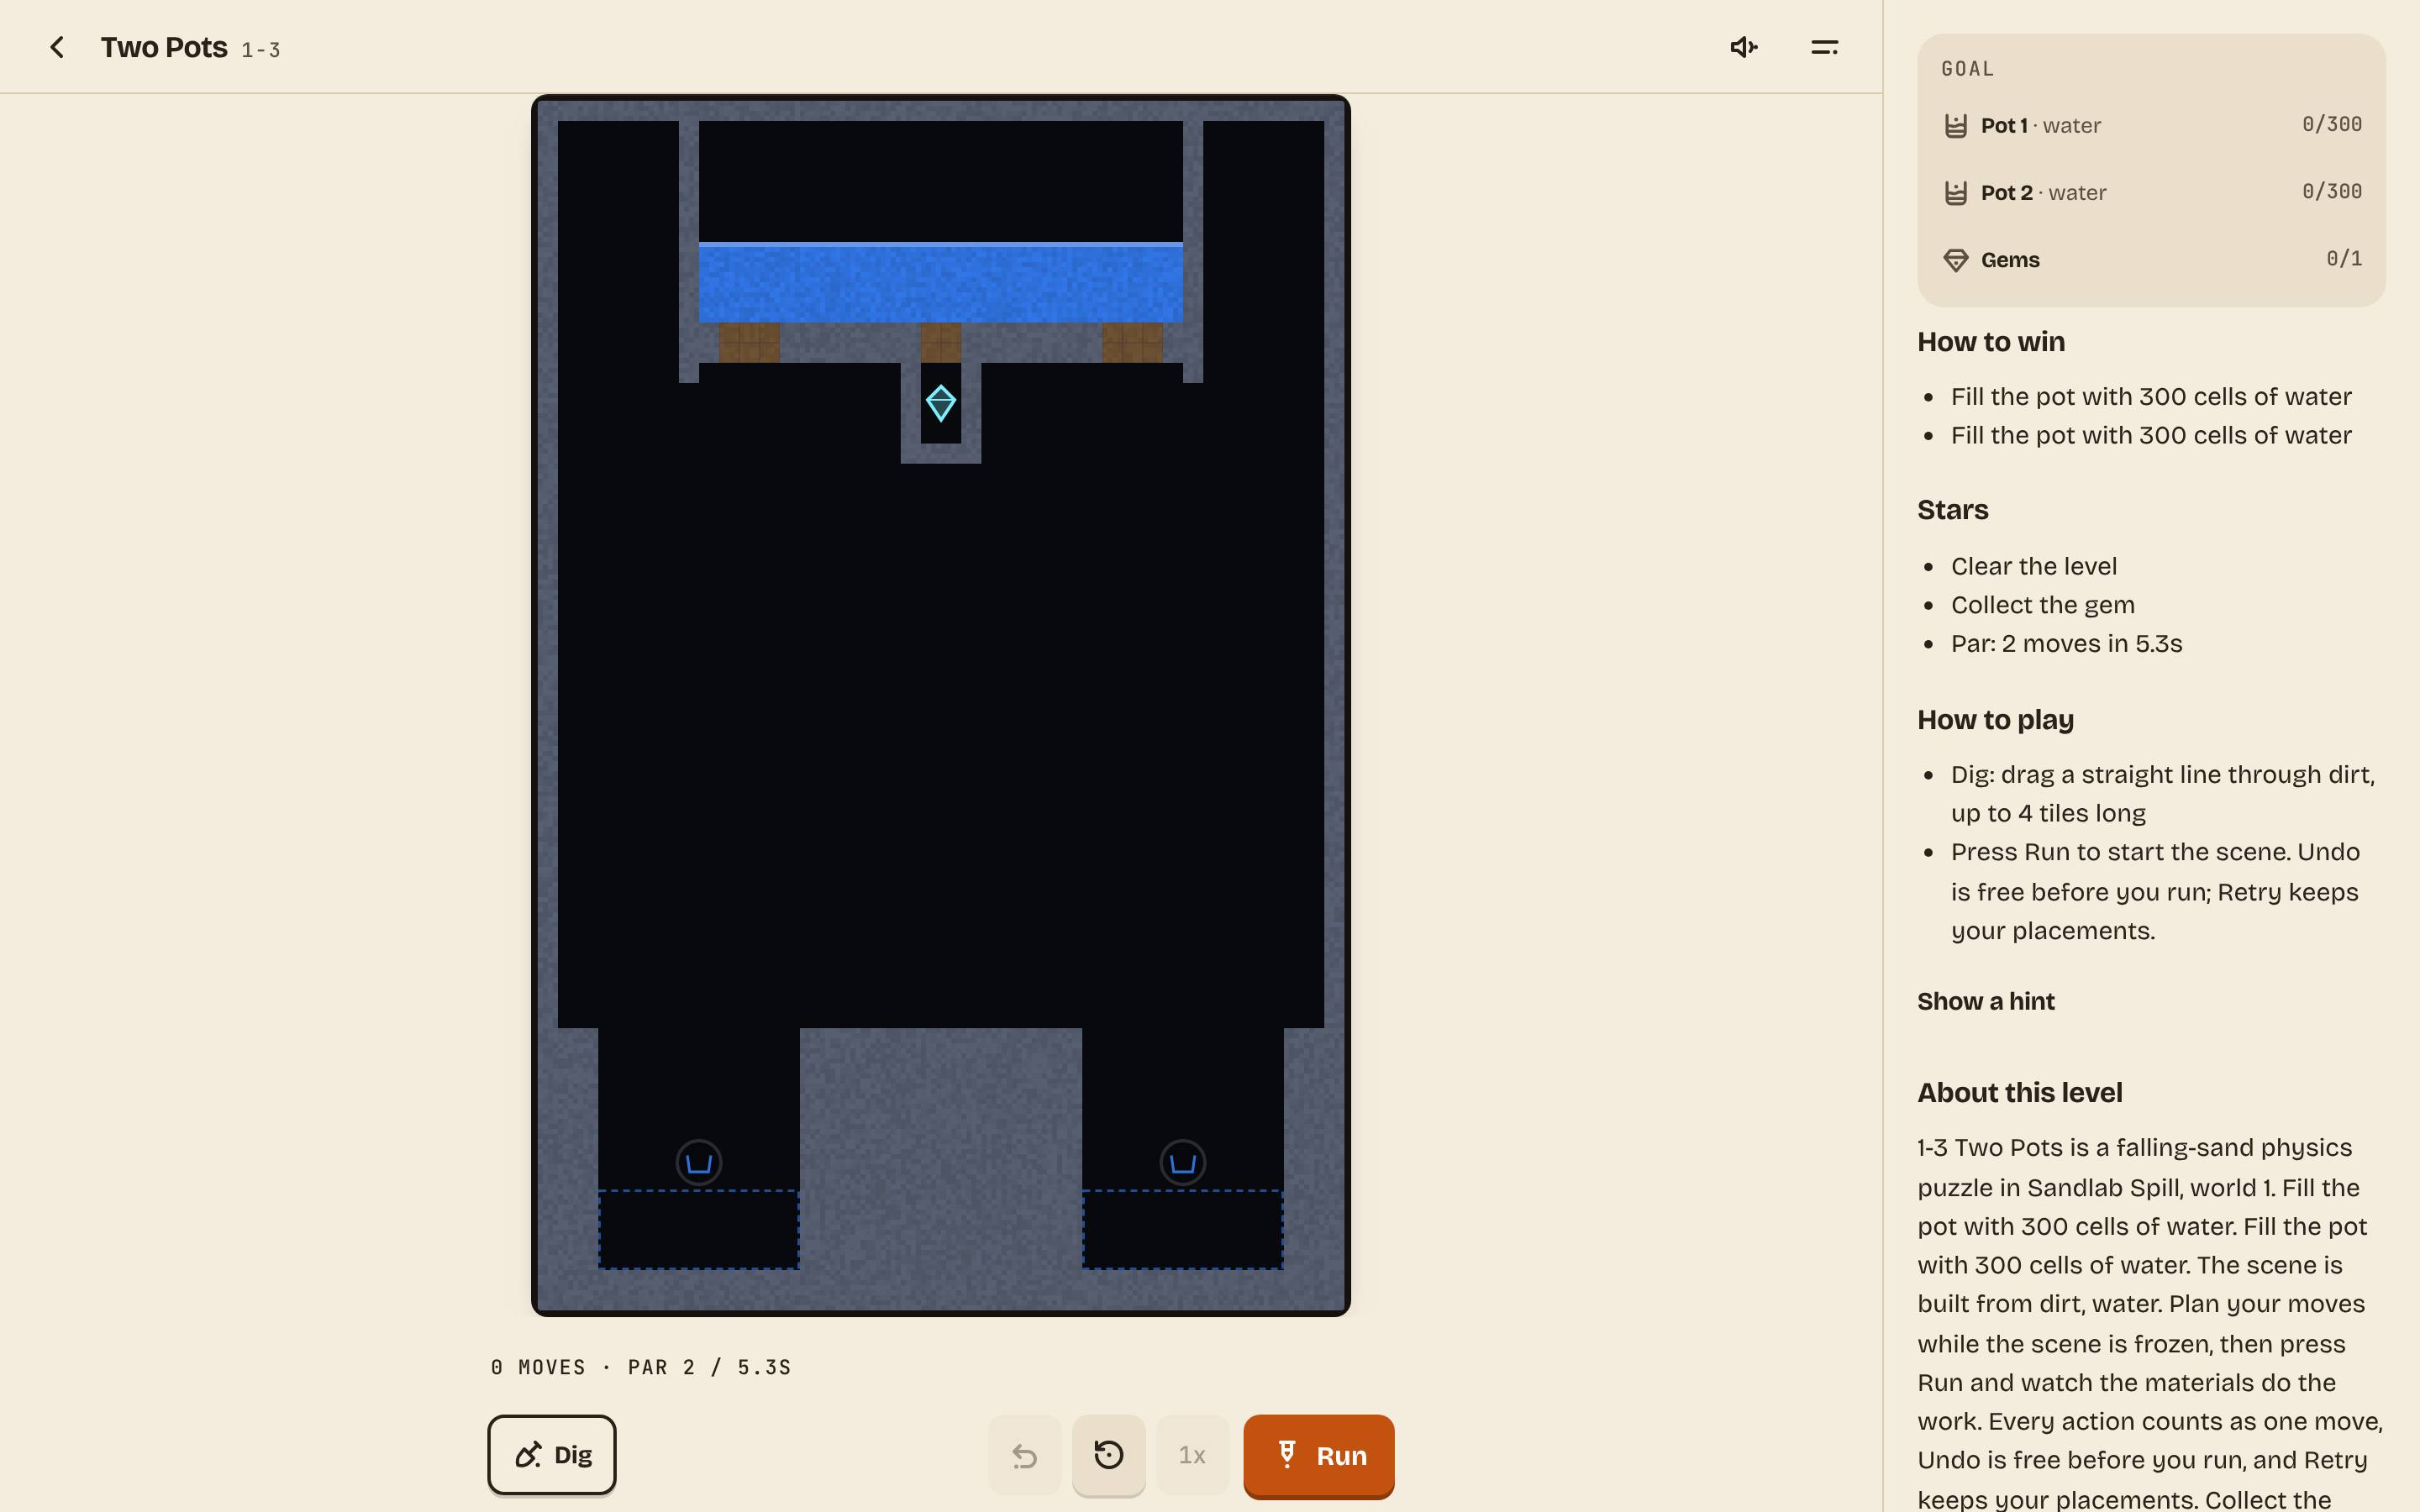 Two Pots 1-3
GOAL
Pot 1 · water 0/300
Pot 2 · water 0/300
Gems 0/1
How to win
• Fill the pot with 300 cells of water
• Fill the pot with 300 cells of water
Stars
• Clear the level
• Collect the gem
• Par: 2 moves in 5.3s
How to play
• Dig: drag a straight line through dirt,
up to 4 tiles long
• Press Run to start the scene. Undo
is free before you run; Retry keeps
your placements.
Show a hint
About this level
1-3 Two Pots is a falling-sand physics
puzzle in Sandlab Spill, world 1. Fill the
pot with 300 cells of water. Fill the pot
with 300 cells of water. The scene is
built from dirt, water. Plan your moves
while the scene is frozen, then press
Run and watch the materials do the
work. Every action counts as one move,
Undo is free before you run, and Retry
keeps your placements. Collect the
0 MOVES · PAR 2 / 5.3S
Dig
1x
Run